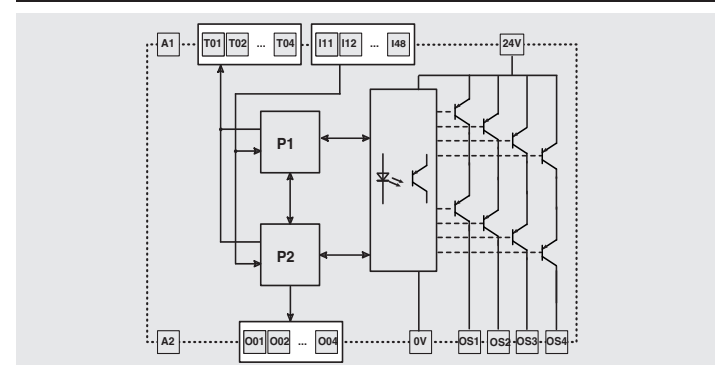 A1 T01 T02 ... T04 I11 I12 ... I48 24V
P1
P2
A2 O01 O02 ... O04 0V OS1 OS2 OS3 OS4